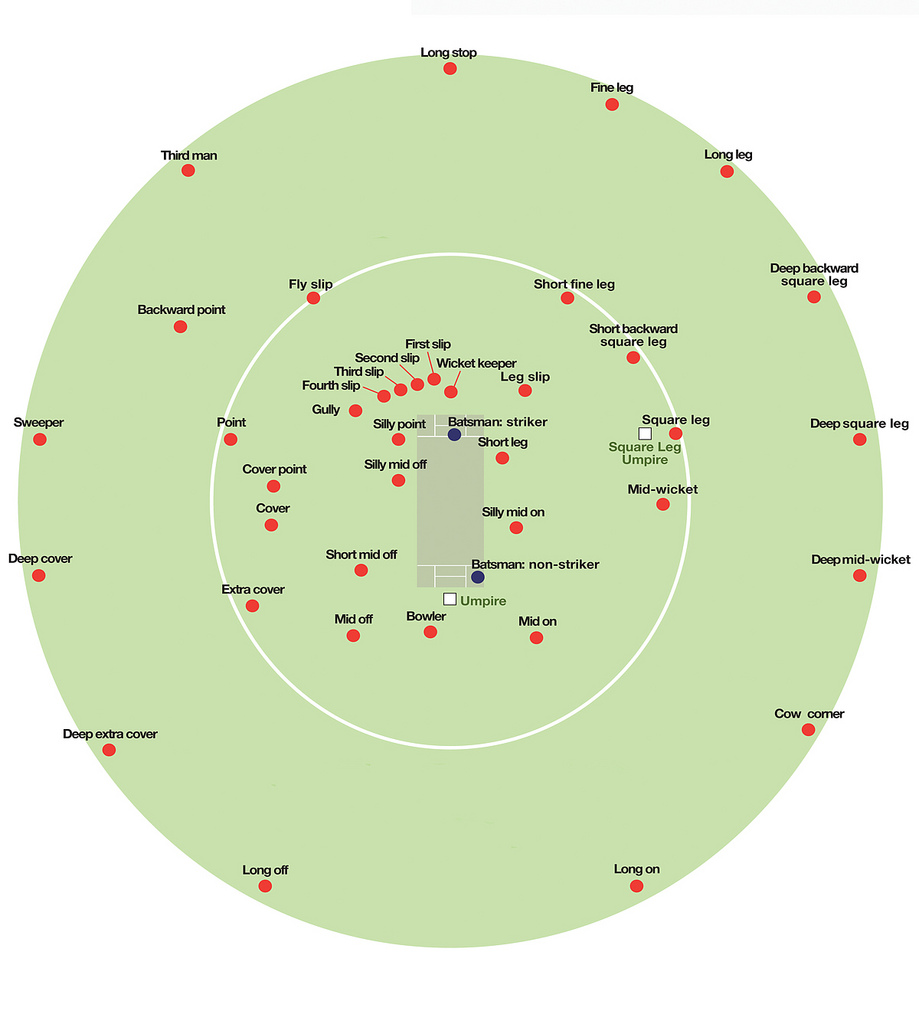 Long stop
Fine leg
Third man
Long leg
Deep backward
square leg
Fly slip
Short fine leg
Backward point
Short backward
square leg
First slip
Second slip
Wicket keeper
Third slip
Leg slip
Fourth slip
Gully
Sweeper
Point
Silly point
Batsman: striker
Square leg
Deep square leg
Short leg
Square Leg
Umpire
Cover point
Silly mid off
Mid-wicket
Cover
Silly mid on
Deep cover
Short mid off
Batsman: non-striker
Deep mid-wicket
Extra cover
Umpire
Mid off
Bowler
Mid on
Cow corner
Deep extra cover
Long off
Long on